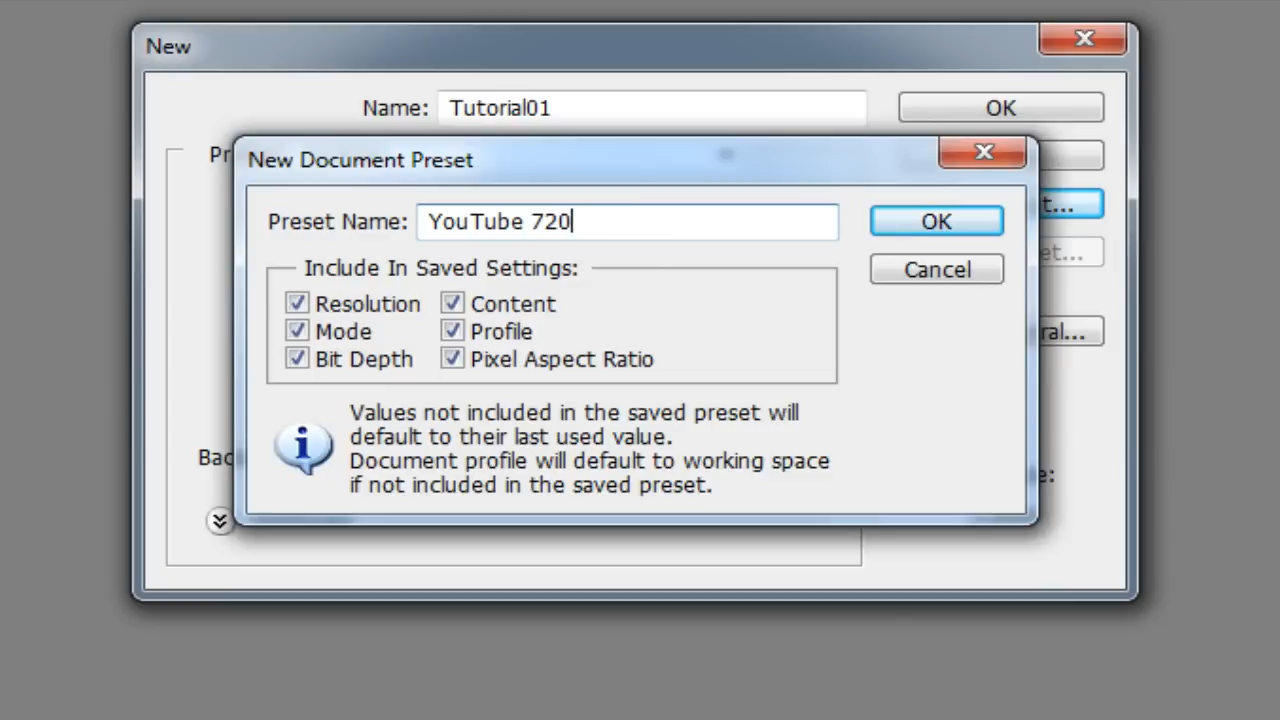 New
Name: Tutorial01
OK
New Document Preset
Preset Name: YouTube 720
OK
Include In Saved Settings:
Cancel
Resolution Content
Mode Profile
Bit Depth Pixel Aspect Ratio
Values not included in the saved preset will
default to their last used value.
Document profile will default to working space
if not included in the saved preset.